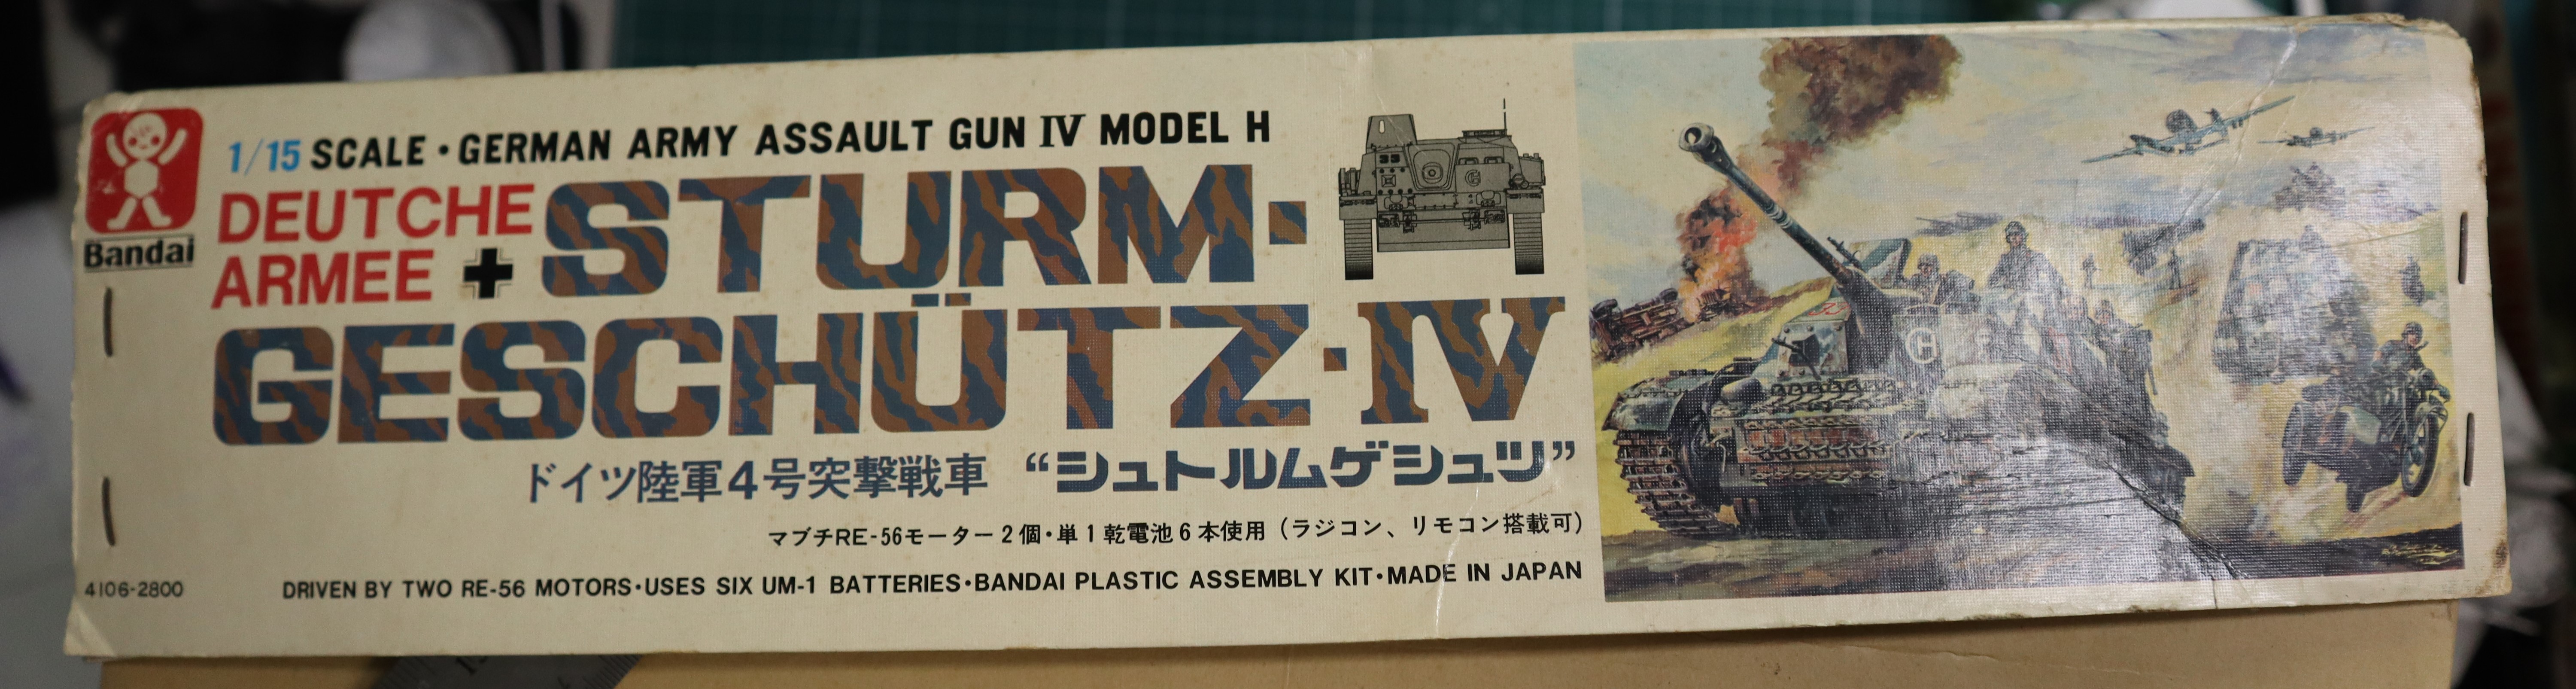 Bandai
1/15 SCALE・GERMAN ARMY ASSAULT GUN IV MODEL H
DEUTCHE
ARMEE
STURM-
GESCHÜTZ・IV
ドイツ陸軍4号突撃戦車 “シュトルムゲシュツ”
マブチRE-56モーター2個・単1乾電池6本使用(ラジコン、リモコン搭載可)
4106-2800
DRIVEN BY TWO RE-56 MOTORS・USES SIX UM-1 BATTERIES・BANDAI PLASTIC ASSEMBLY KIT・MADE IN JAPAN